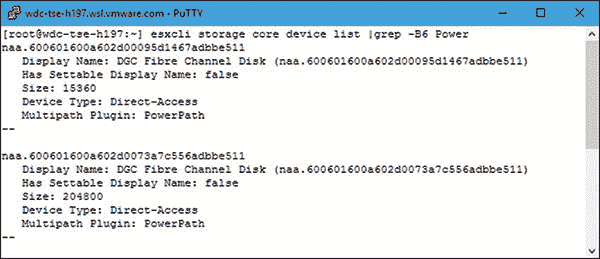 wdc-tse-h197.wsl.vmware.com - PuTTY
[root@wdc-tse-h197:~] esxcli storage core device list |grep -B6 Power
naa.600601600a602d00095d1467adbbe511
Display Name: DGC Fibre Channel Disk (naa.600601600a602d00095d1467adbbe511)
Has Settable Display Name: false
Size: 15360
Device Type: Direct-Access
Multipath Plugin: PowerPath
--
naa.600601600a602d0073a7c556adbbe511
Display Name: DGC Fibre Channel Disk (naa.600601600a602d0073a7c556adbbe511)
Has Settable Display Name: false
Size: 204800
Device Type: Direct-Access
Multipath Plugin: PowerPath
--